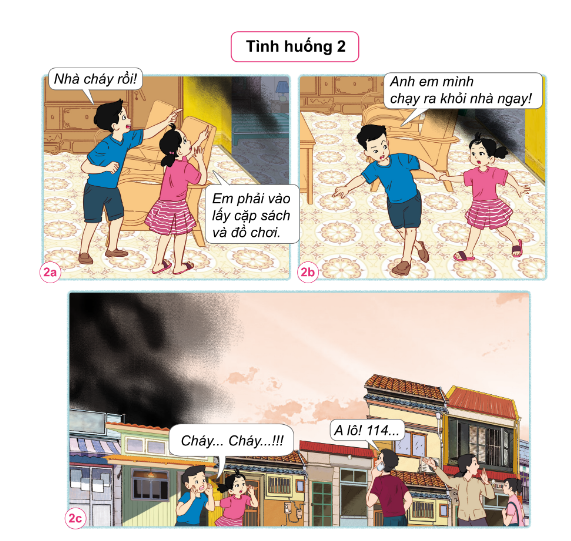 Tình huống 2
Nhà cháy rồi!
Em phải vào
lấy cặp sách
và đồ chơi.
2a
Anh em mình
chạy ra khỏi nhà ngay!
2b
Cháy... Cháy...!!!
A lô! 114...
2c